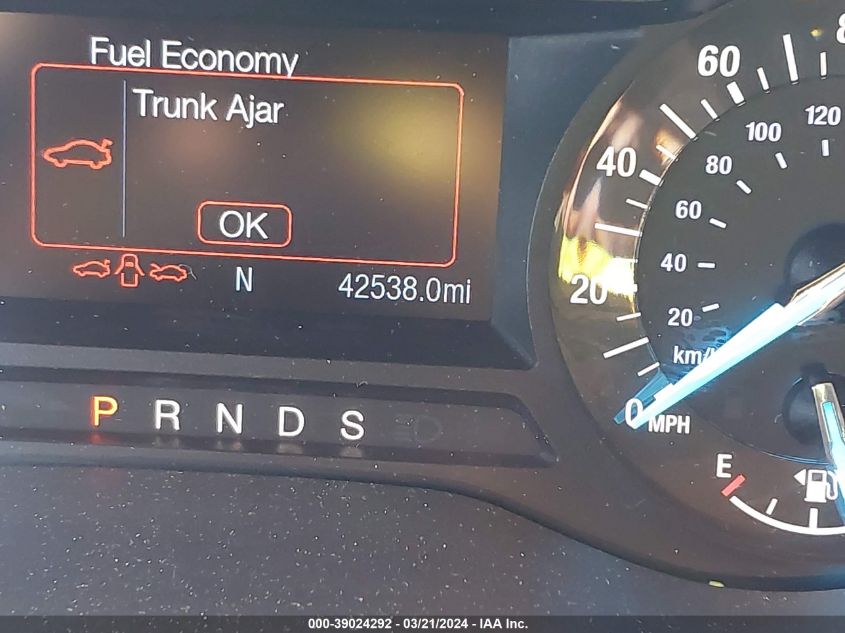 Fuel Economy
Trunk Ajar
OK
N
42538.0mi
P R N D S
0
20
40
60
20
40
60
80
100
120
MPH
E
000-39024292 - 03/21/2024 - IAA Inc.